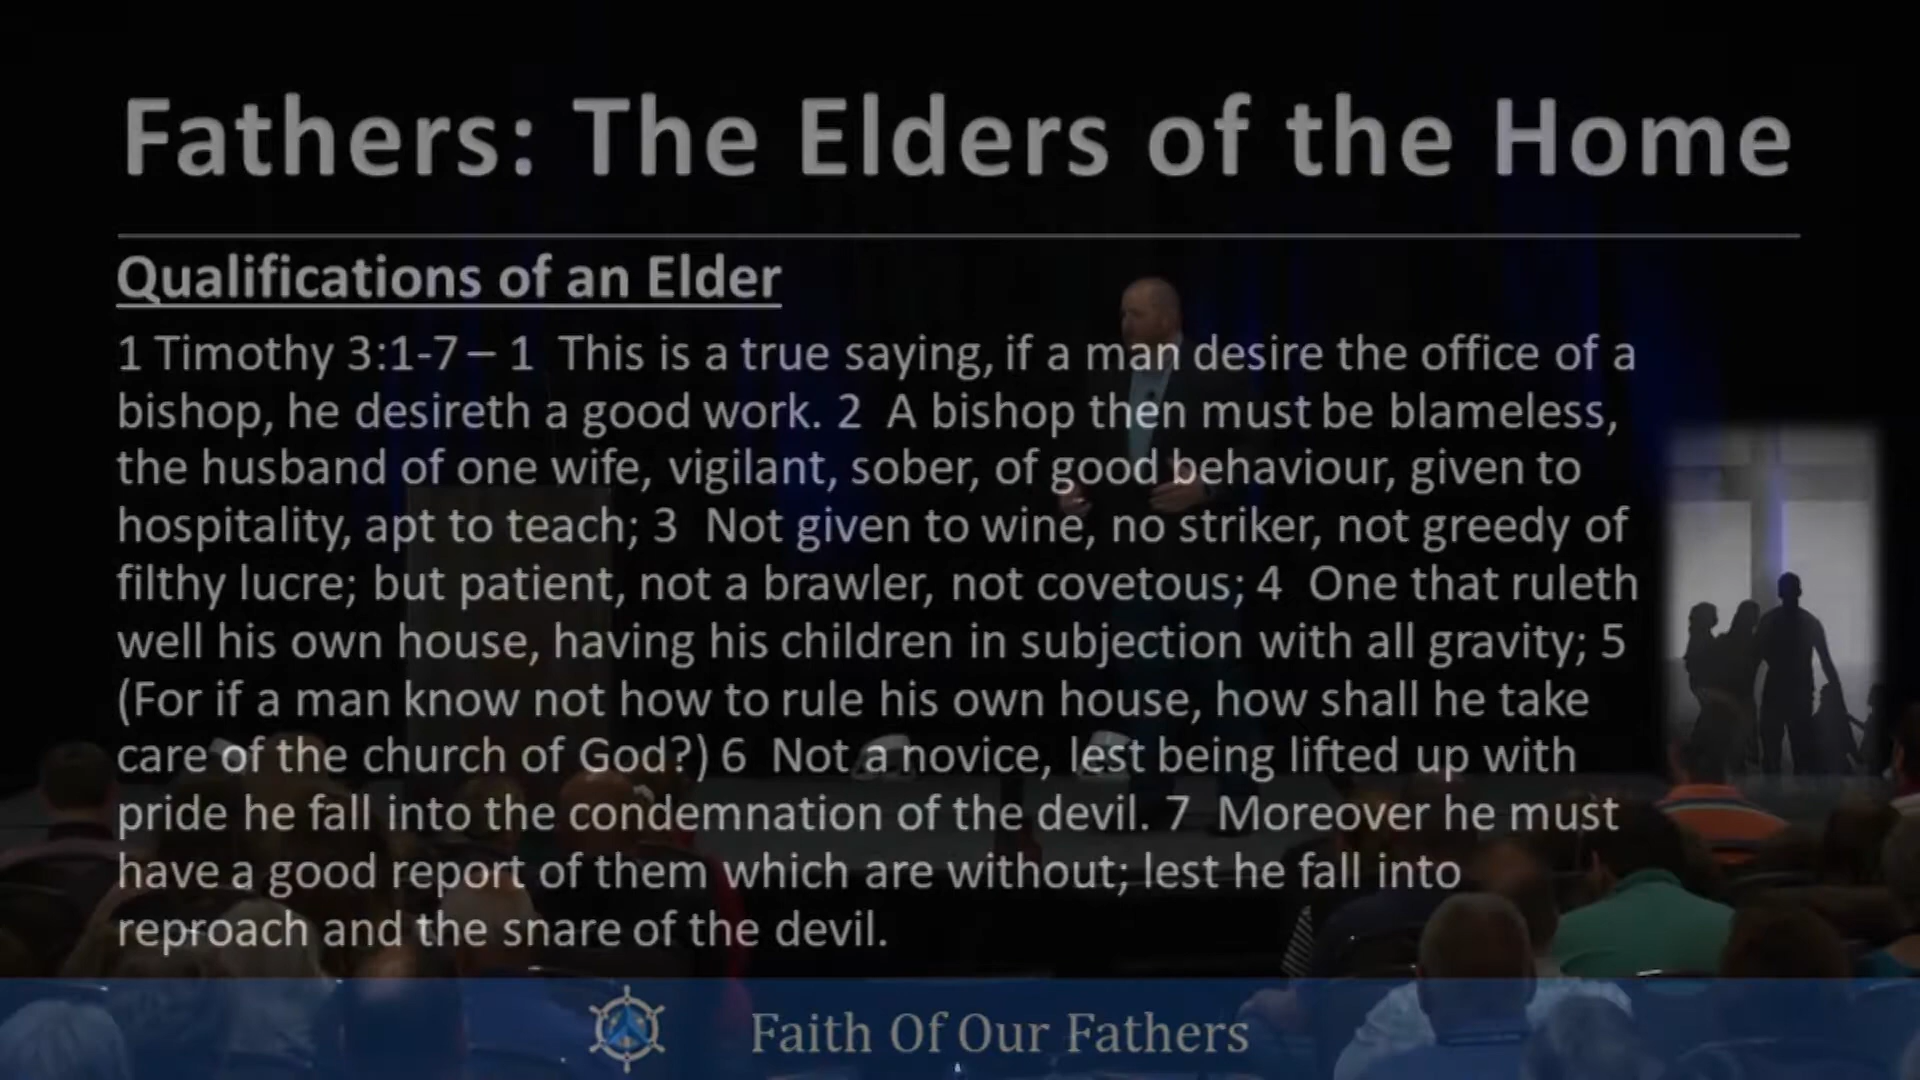 Fathers: The Elders of the Home
Qualifications of an Elder
1 Timothy 3:1-7 – 1 This is a true saying, if a man desire the office of a
bishop, he desireth a good work. 2 A bishop then must be blameless,
the husband of one wife, vigilant, sober, of good behaviour, given to
hospitality, apt to teach; 3 Not given to wine, no striker, not greedy of
filthy lucre; but patient, not a brawler, not covetous; 4 One that ruleth
well his own house, having his children in subjection with all gravity; 5
(For if a man know not how to rule his own house, how shall he take
care of the church of God?) 6 Not a novice, lest being lifted up with
pride he fall into the condemnation of the devil. 7 Moreover he must
have a good report of them which are without; lest he fall into
reproach and the snare of the devil.
Faith Of Our Fathers